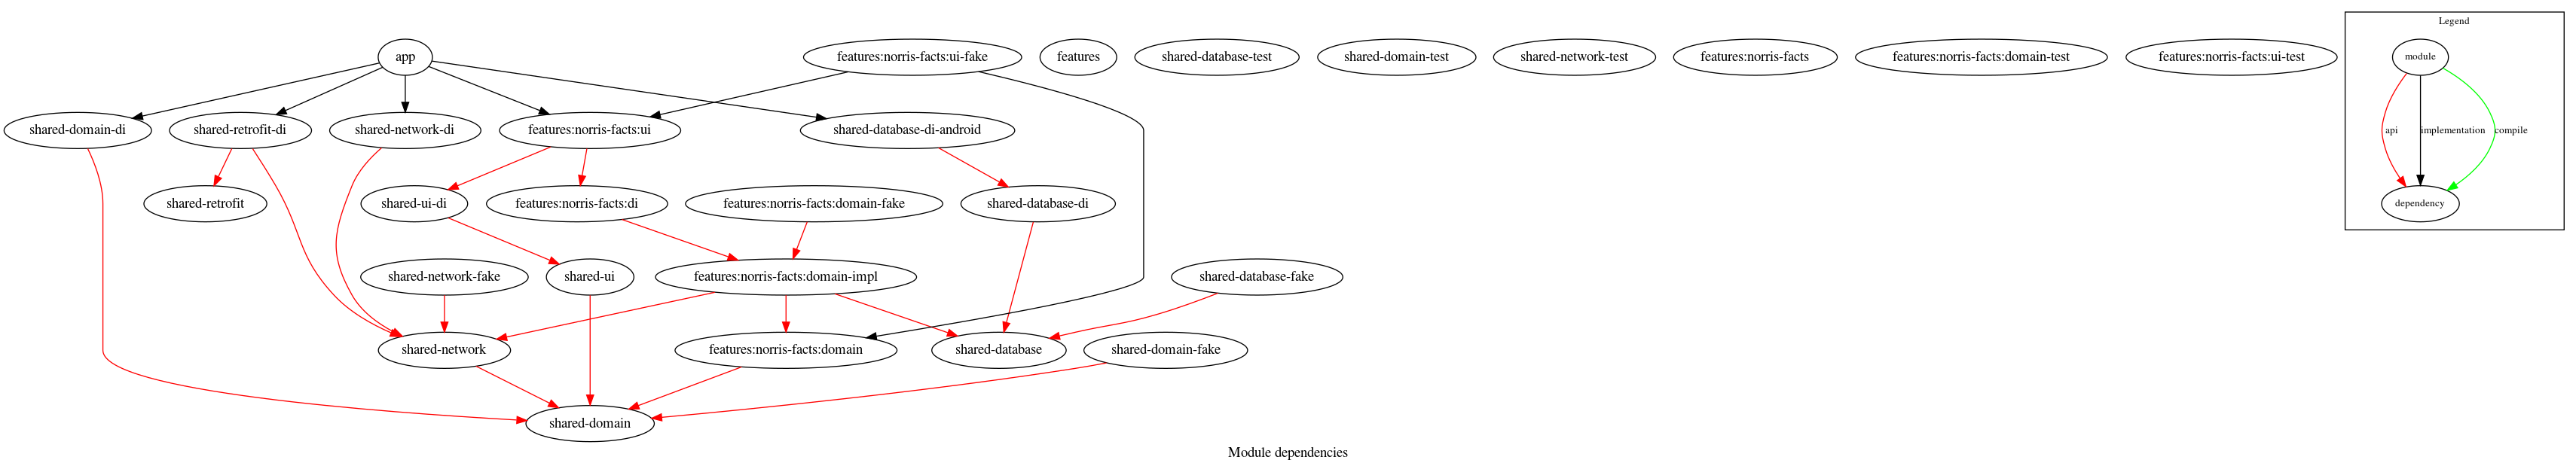 Legend
app
features:norris-facts:ui-fake
features
shared-database-test
shared-domain-test
shared-network-test
features:norris-facts
features:norris-facts:domain-test
features:norris-facts:ui-test
module
shared-domain-di
shared-retrofit-di
shared-network-di
features:norris-facts:ui
shared-database-di-android
api
implementation
compile
shared-retrofit
shared-ui-di
features:norris-facts:di
features:norris-facts:domain-fake
shared-database-di
dependency
shared-network-fake
shared-ui
features:norris-facts:domain-impl
shared-database-fake
shared-network
features:norris-facts:domain
shared-database
shared-domain-fake
shared-domain
Module dependencies